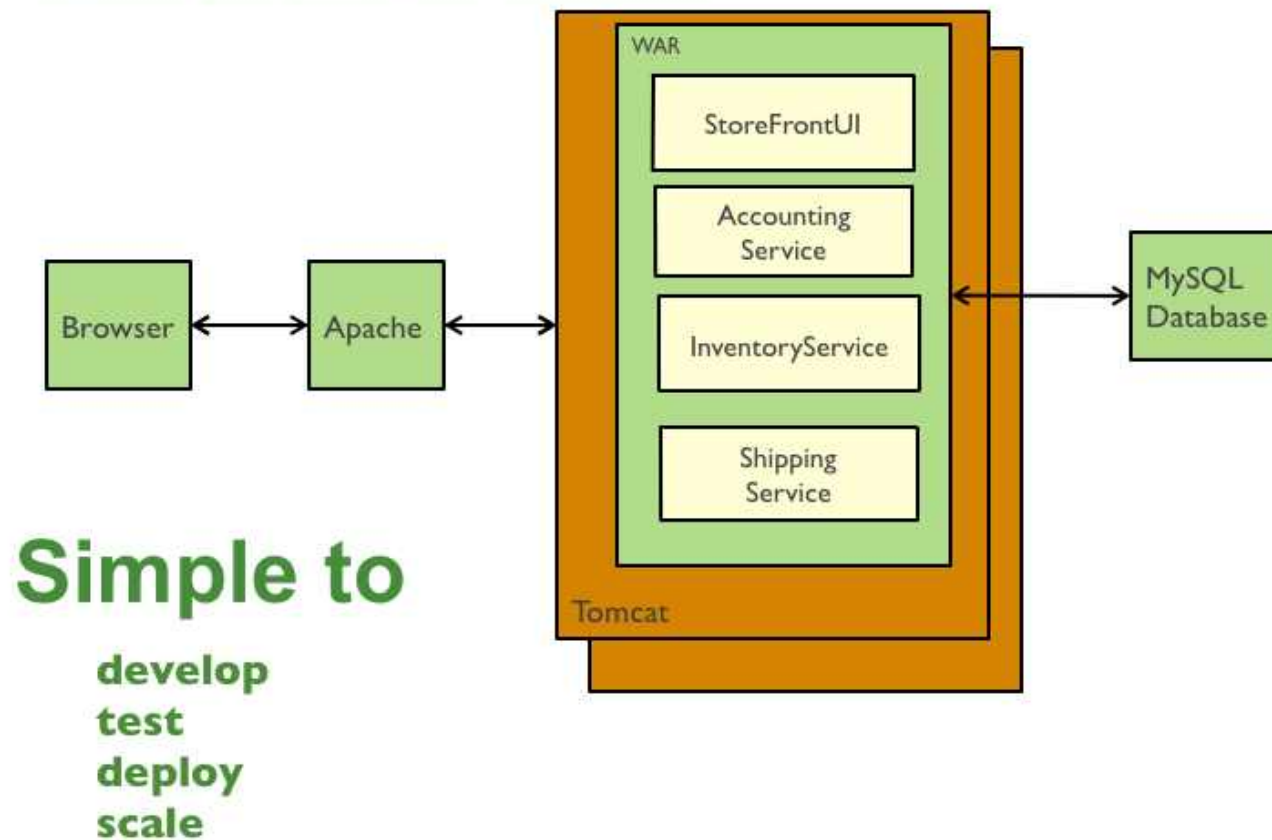 WAR
StoreFrontUI
Accounting
Service
InventoryService
Shipping
Service
Tomcat
Browser
Apache
MySQL
Database
Simple to
develop
test
deploy
scale